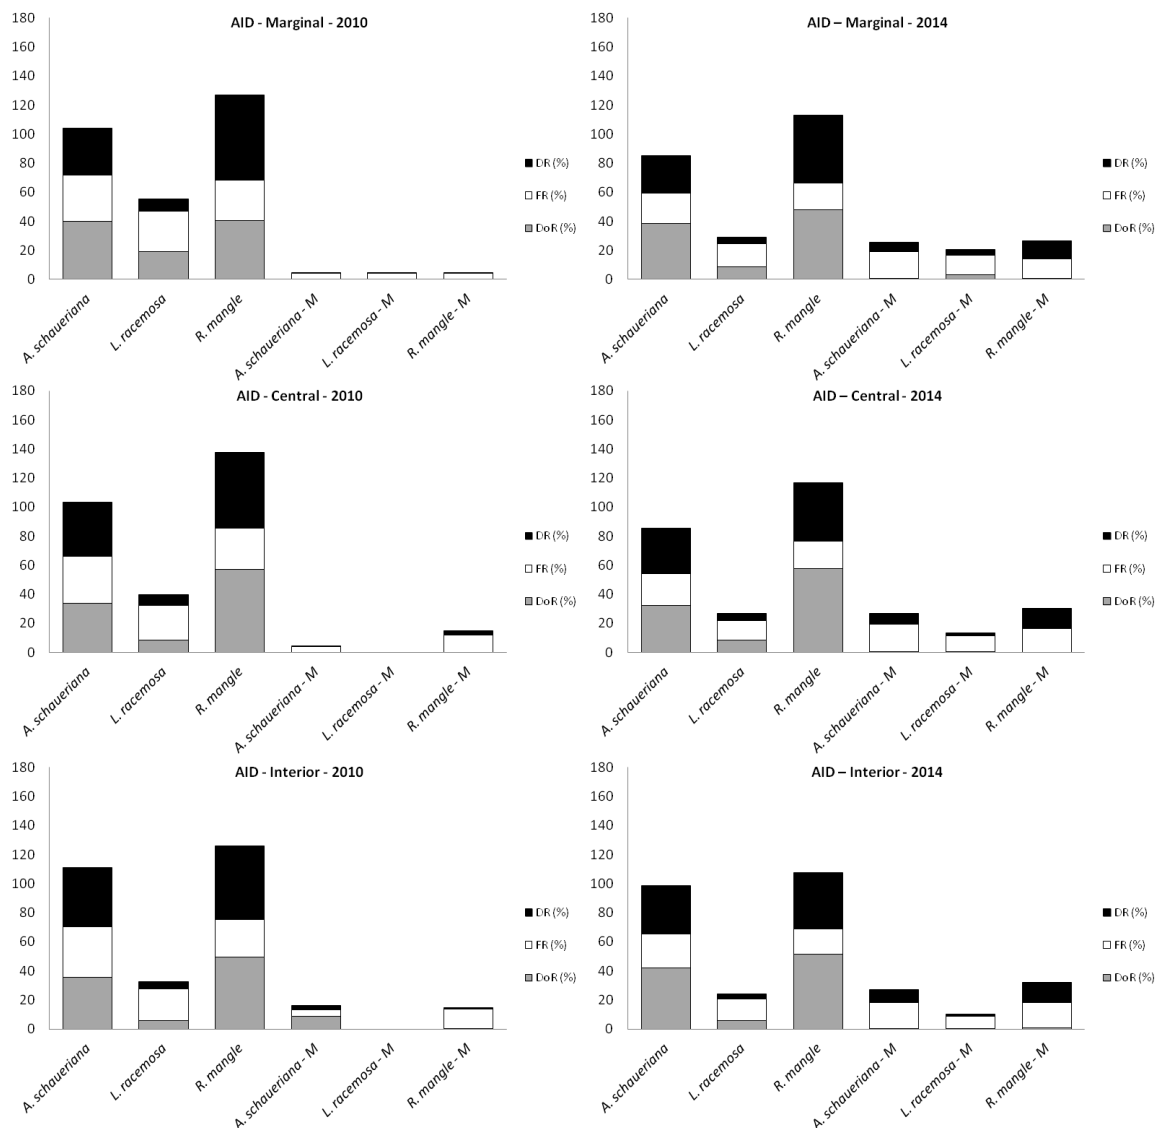 AID - Marginal - 2010
180
160
140
120
100
80
60
40
20
0
DR (%)
FR (%)
DoR (%)
A. schaueriana
L. racemosa
R. mangle
A. schaueriana - M
L. racemosa - M
R. mangle - M
AID – Marginal - 2014
180
160
140
120
100
80
60
40
20
0
DR (%)
FR (%)
DoR (%)
A. schaueriana
L. racemosa
R. mangle
A. schaueriana - M
L. racemosa - M
R. mangle - M
AID - Central - 2010
180
160
140
120
100
80
60
40
20
0
DR (%)
FR (%)
DoR (%)
A. schaueriana
L. racemosa
R. mangle
A. schaueriana - M
L. racemosa - M
R. mangle - M
AID – Central - 2014
180
160
140
120
100
80
60
40
20
0
DR (%)
FR (%)
DoR (%)
A. schaueriana
L. racemosa
R. mangle
A. schaueriana - M
L. racemosa - M
R. mangle - M
AID - Interior - 2010
180
160
140
120
100
80
60
40
20
0
DR (%)
FR (%)
DoR (%)
A. schaueriana
L. racemosa
R. mangle
A. schaueriana - M
L. racemosa - M
R. mangle - M
AID – Interior - 2014
180
160
140
120
100
80
60
40
20
0
DR (%)
FR (%)
DoR (%)
A. schaueriana
L. racemosa
R. mangle
A. schaueriana - M
L. racemosa - M
R. mangle - M